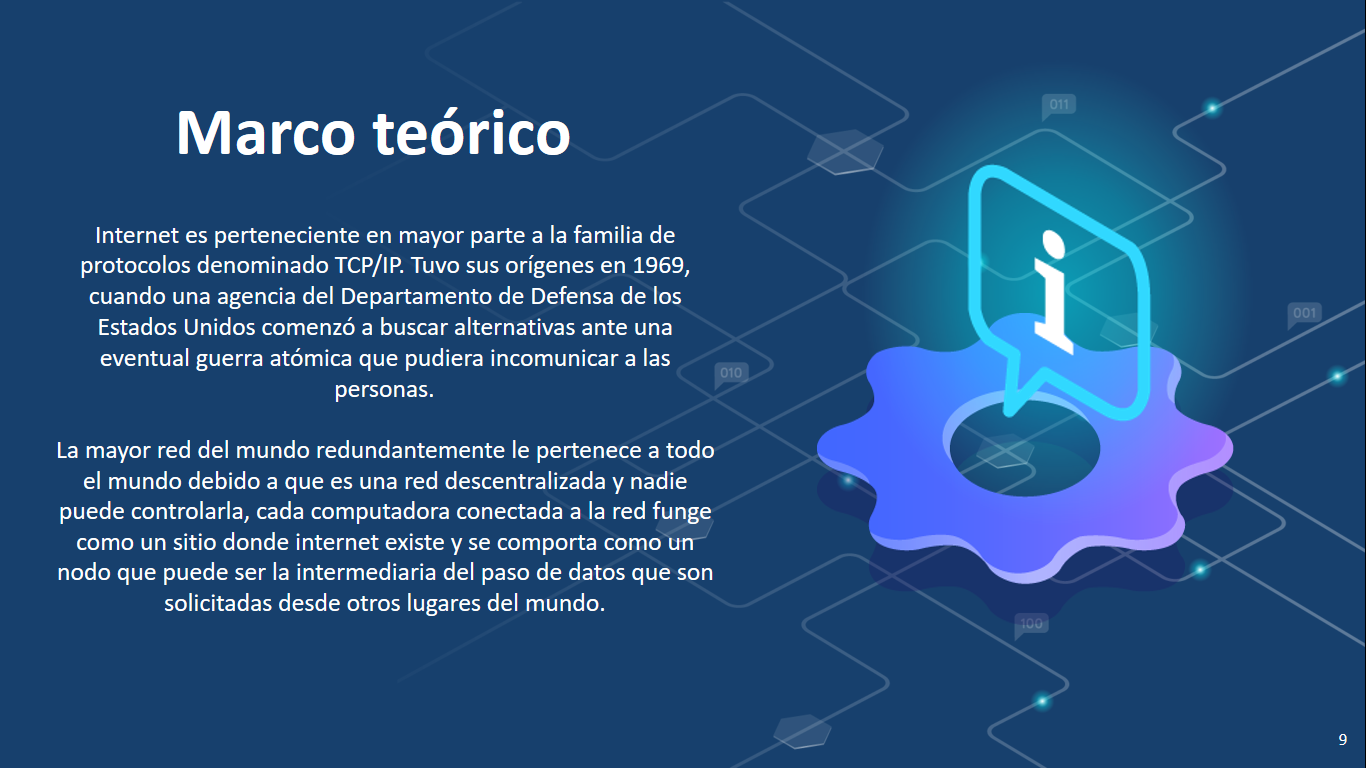 Marco teórico
Internet es perteneciente en mayor parte a la familia de
protocolos denominado TCP/IP. Tuvo sus orígenes en 1969,
cuando una agencia del Departamento de Defensa de los
Estados Unidos comenzó a buscar alternativas ante una
eventual guerra atómica que pudiera incomunicar a las
personas.
La mayor red del mundo redundantemente le pertenece a todo
el mundo debido a que es una red descentralizada y nadie
puede controlarla, cada computadora conectada a la red funge
como un sitio donde internet existe y se comporta como un
nodo que puede ser la intermediaria del paso de datos que son
solicitadas desde otros lugares del mundo.
011
i
001
010
100
9